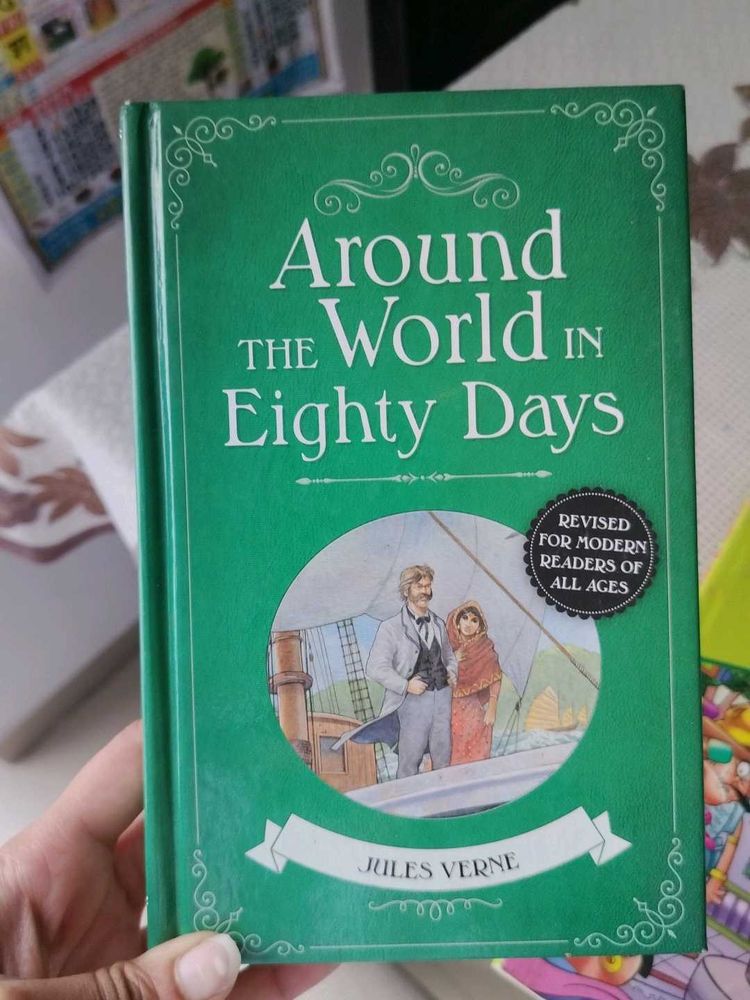 Around
THE World IN
Eighty Days
REVISED
FOR MODERN
READERS OF
ALL AGES
JULES VERNE